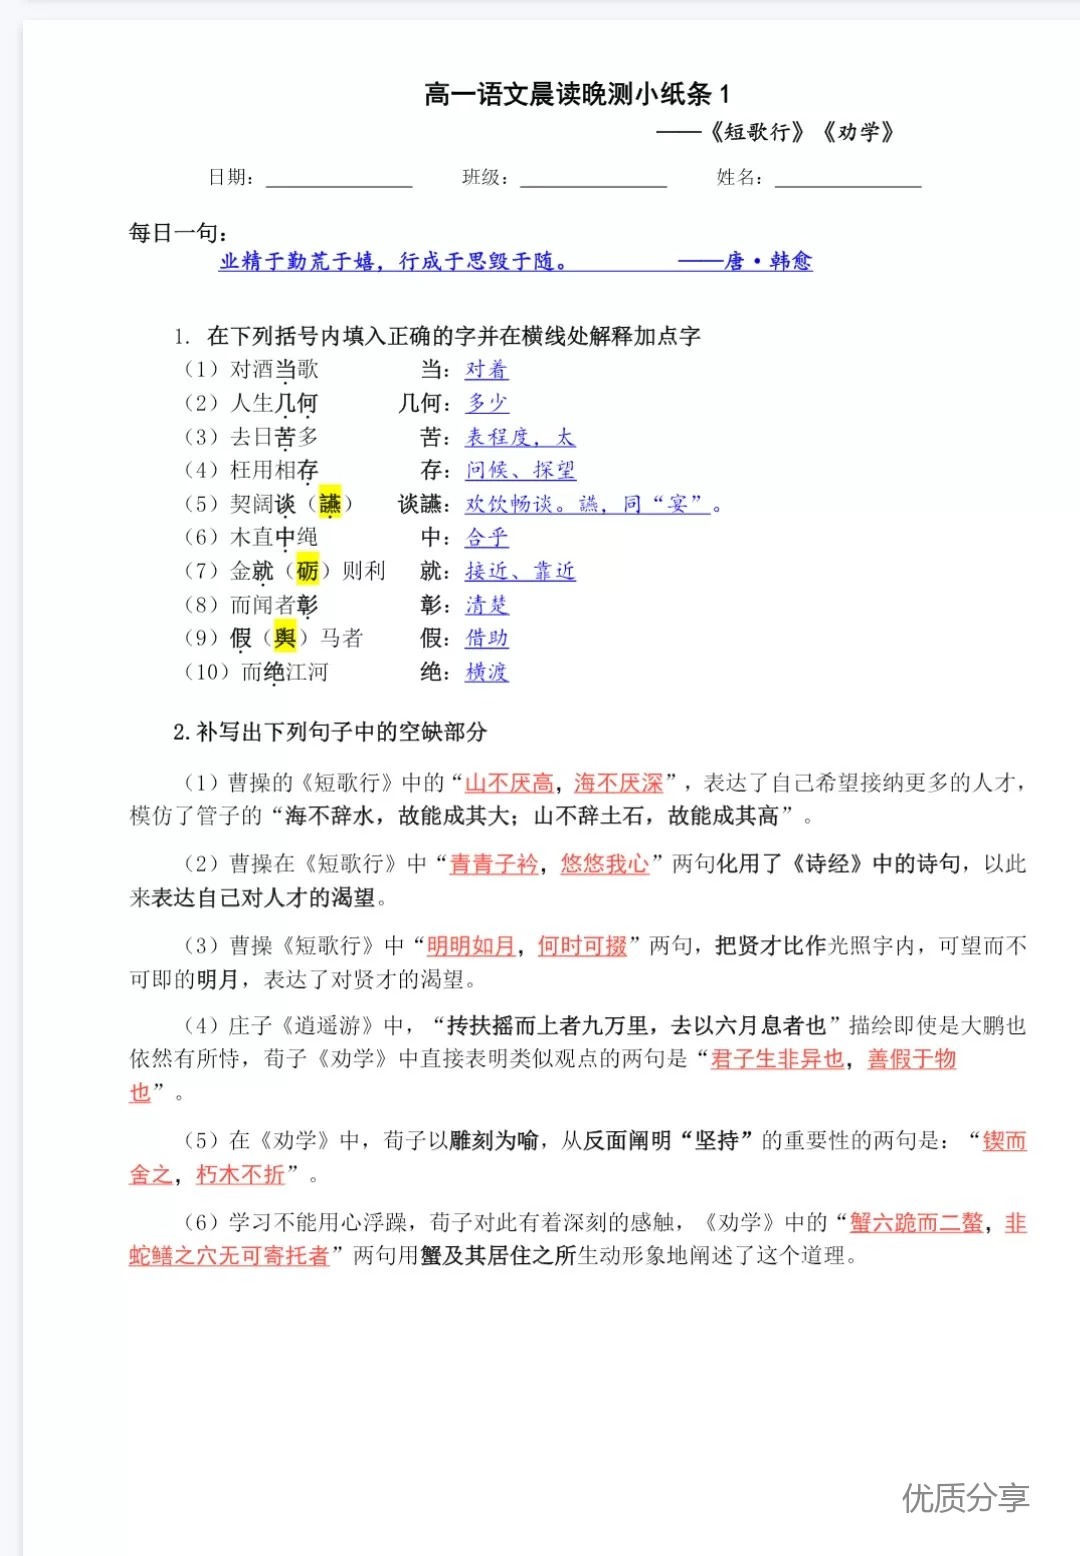 高一语文晨读晚测小纸条 1
——《短歌行》《劝学》
日期：____________ 班级：____________ 姓名：____________
每日一句：
业精于勤荒于嬉，行成于思毁于随。 ——唐·韩愈
1. 在下列括号内填入正确的字并在横线处解释加点字
（1）对酒当歌 当：对着
（2）人生几何 几何：多少
（3）去日苦多 苦：表程度，太
（4）枉用相存 存：问候、探望
（5）契阔谈（讌） 谈讌：欢饮畅谈。讌，同“宴”。
（6）木直中绳 中：合乎
（7）金就（砺）则利 就：接近、靠近
（8）而闻者彰 彰：清楚
（9）假（舆）马者 假：借助
（10）而绝江河 绝：横渡
2.补写出下列句子中的空缺部分
（1）曹操的《短歌行》中的“山不厌高，海不厌深”，表达了自己希望接纳更多的人才，
模仿了管子的“海不辞水，故能成其大；山不辞土石，故能成其高”。
（2）曹操在《短歌行》中“青青子衿，悠悠我心”两句化用了《诗经》中的诗句，以此
来表达自己对人才的渴望。
（3）曹操《短歌行》中“明明如月，何时可掇”两句，把贤才比作光照宇内，可望而不
可即的明月，表达了对贤才的渴望。
（4）庄子《逍遥游》中，“抟扶摇而上者九万里，去以六月息者也”描绘即使是大鹏也
依然有所恃，荀子《劝学》中直接表明类似观点的两句是“君子生非异也，善假于物
也”。
（5）在《劝学》中，荀子以雕刻为喻，从反面阐明“坚持”的重要性的两句是：“锲而
舍之，朽木不折”。
（6）学习不能用心浮躁，荀子对此有着深刻的感触，《劝学》中的“蟹六跪而二螯，非
蛇鳝之穴无可寄托者”两句用蟹及其居住之所生动形象地阐述了这个道理。
优质分享